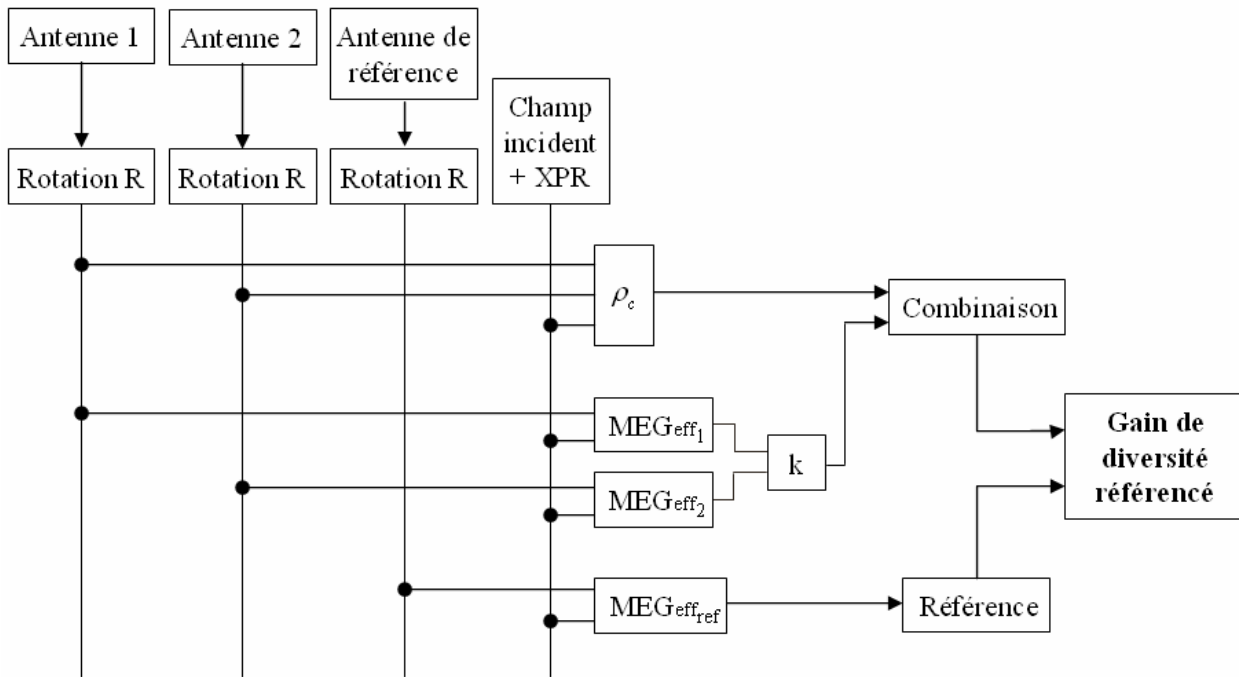 Antenne 1
Antenne 2
Antenne de
référence
Champ
incident
+ XPR
Rotation R
Rotation R
Rotation R
ρc
Combinaison
MEGeff1
MEGeff2
k
Gain de
diversité
référencé
MEGeffref
Référence